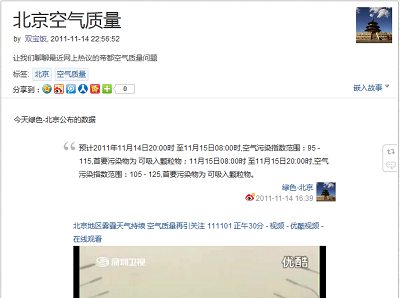 北京空气质量
by 双宝饭, 2011-11-14 22:56:52
让我们聊聊最近网上热议的帝都空气质量问题
标签: 北京 空气质量
分享到: 0
嵌入故事
今天绿色-北京公布的数据
预计2011年11月14日20:00时 至11月15日08:00时,空气污染指数范围：95 -
115,首要污染物为 可吸入颗粒物；11月15日08:00时 至11月15日20:00时,空气
污染指数范围：105 - 125,首要污染物为 可吸入颗粒物。
绿色-北京
2011-11-14 16:39
北京地区雾霾天气持续 空气质量再引关注 111101 正午30分 - 视频 - 优酷视频 -
在线观看
深圳卫视
优酷